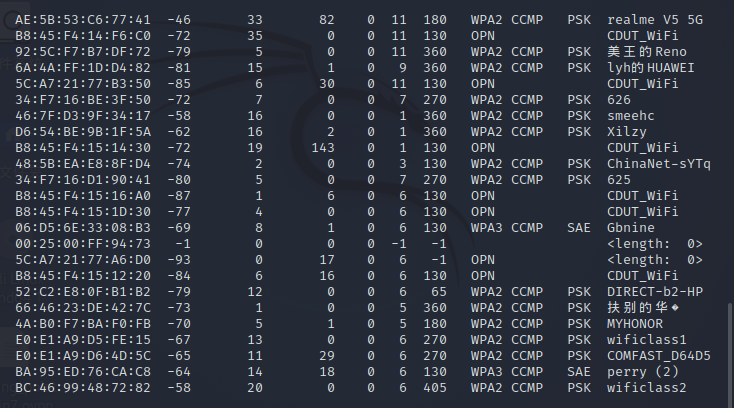 AE:5B:53:C6:77:41 -46 33 82 0 11 180 WPA2 CCMP PSK realme V5 5G
B8:45:F4:14:F6:C0 -72 35 0 0 11 130 OPN CDUT_WiFi
92:5C:F7:B7:DF:72 -79 5 0 0 11 360 WPA2 CCMP PSK 美王的Reno
6A:4A:FF:1D:D4:82 -81 15 1 0 9 360 WPA2 CCMP PSK lyh的HUAWEI
5C:A7:21:77:B3:50 -85 6 30 0 11 130 OPN CDUT_WiFi
34:F7:16:BE:3F:50 -72 7 0 0 7 270 WPA2 CCMP PSK 626
46:7F:D3:9F:34:17 -58 16 0 0 1 360 WPA2 CCMP PSK smeehc
D6:54:BE:9B:1F:5A -62 16 2 0 1 360 WPA2 CCMP PSK Xilzy
B8:45:F4:15:14:30 -72 19 143 0 1 130 OPN CDUT_WiFi
48:5B:EA:E8:8F:D4 -74 2 0 0 3 130 WPA2 CCMP PSK ChinaNet-sYTq
34:F7:16:D1:90:41 -80 5 0 0 7 270 WPA2 CCMP PSK 625
B8:45:F4:15:16:A0 -87 1 6 0 6 130 OPN CDUT_WiFi
B8:45:F4:15:1D:30 -77 4 0 0 6 130 OPN CDUT_WiFi
06:D5:6E:33:08:B3 -69 8 1 0 6 130 WPA3 CCMP SAE Gbnine
00:25:00:FF:94:73 -1 0 0 0 -1 -1 <length: 0>
5C:A7:21:77:A6:D0 -93 0 17 0 6 -1 OPN <length: 0>
B8:45:F4:15:12:20 -84 6 16 0 6 130 OPN CDUT_WiFi
52:C2:E8:0F:B1:B2 -79 12 0 0 6 65 WPA2 CCMP PSK DIRECT-b2-HP
66:46:23:DE:42:7C -73 1 0 0 5 360 WPA2 CCMP PSK 扶别的华�
4A:B0:F7:BA:F0:FB -70 5 1 0 5 180 WPA2 CCMP PSK MYHONOR
E0:E1:A9:D5:FE:15 -67 13 0 0 6 270 WPA2 CCMP PSK wificlass1
E0:E1:A9:D6:4D:5C -65 11 29 0 6 270 WPA2 CCMP PSK COMFAST_D64D5
BA:95:ED:76:CA:C8 -64 14 18 0 6 130 WPA3 CCMP SAE perry (2)
BC:46:99:48:72:82 -58 20 0 0 6 405 WPA2 CCMP PSK wificlass2